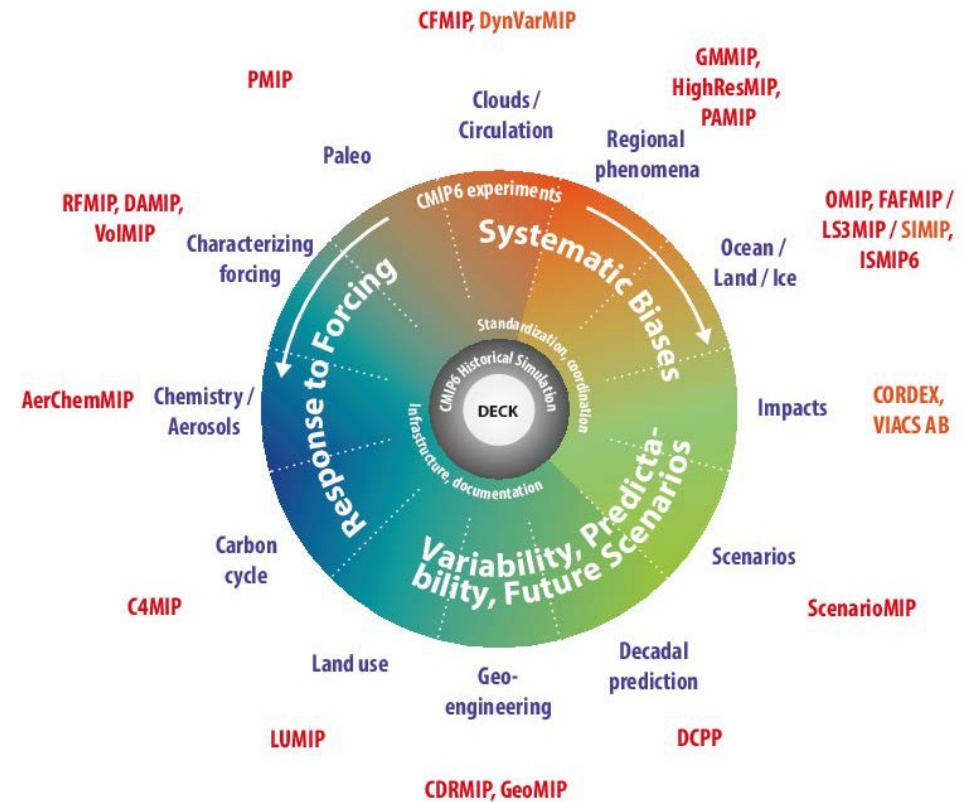 CFMIP, DynVarMIP
GMMIP,
HighResMIP,
PAMIP
PMIP
Clouds /
Circulation
Regional
phenomena
Paleo
RFMIP, DAMIP,
VolMIP
Characterizing
forcing
OMIP, FAFMIP /
LS3MIP / SIMIP,
ISMIP6
Ocean /
Land / Ice
CMIP6 experiments
Systematic Biases
Response to Forcing
Standardization, coordination
CMIP6 Historical Simulation
DECK
Infrastructure, documentation
Variability, Predicta-
bility, Future Scenarios
AerChemMIP
Chemistry /
Aerosols
Impacts
CORDEX,
VIACS AB
Carbon
cycle
Scenarios
C4MIP
ScenarioMIP
Land use
Geo-
engineering
Decadal
prediction
LUMIP
DCPP
CDRMIP, GeoMIP